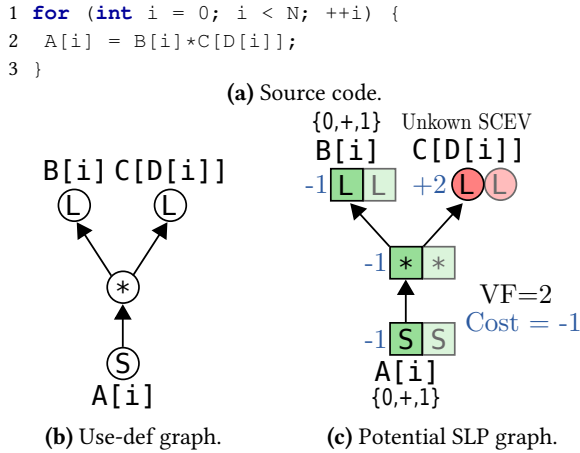 1 for (int i = 0; i < N; ++i) {
2 A[i] = B[i]*C[D[i]];
3 }
(a) Source code.
B[i] C[D[i]]
L L
*
S
A[i]
(b) Use-def graph.
{0,+,1} Unkown SCEV
B[i] C[D[i]]
-1 L L +2 L L
-1 * *
VF=2
Cost = -1
-1 S S
A[i]
{0,+,1}
(c) Potential SLP graph.